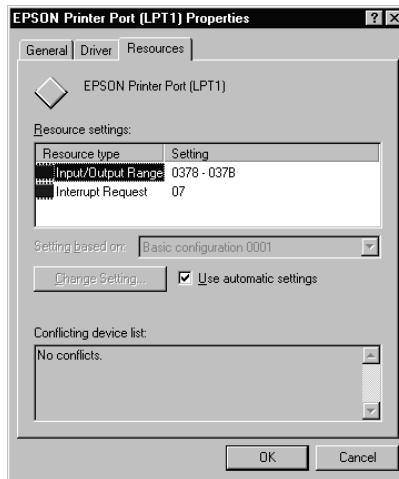 EPSON Printer Port (LPT1) Properties
General Driver Resources
EPSON Printer Port (LPT1)
Resource settings:
Resource type Setting
Input/Output Range 0378 - 037B
Interrupt Request 07
Setting based on: Basic configuration 0001
Change Setting... Use automatic settings
Conflicting device list:
No conflicts.
OK Cancel